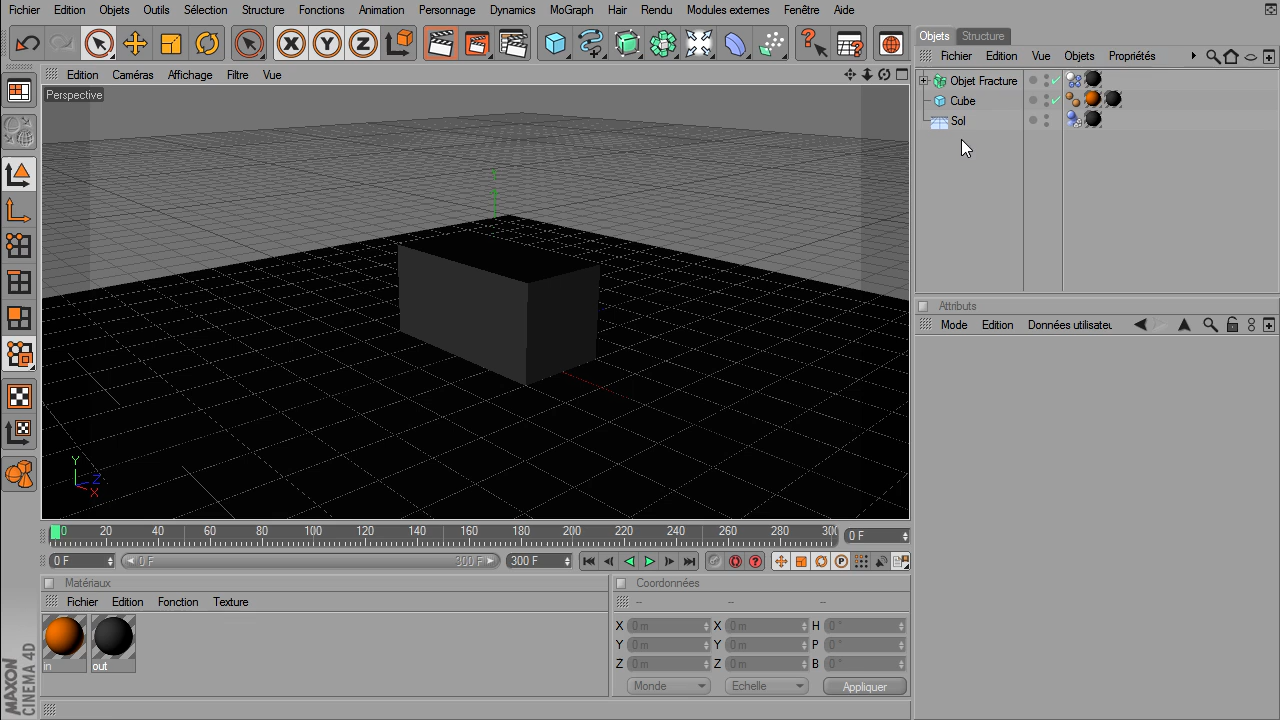 Fichier Edition Objets Outils Sélection Structure Fonctions Animation Personnage Dynamics MoGraph Hair Rendu Modules externes Fenêtre Aide
Objets Structure
Fichier Edition Vue Objets Propriétés
Edition Caméras Affichage Filtre Vue
Perspective
Objet Fracture
Cube
Sol
Attributs
Mode Edition Données utilisateu
Y
Z
X
0 20 40 60 80 100 120 140 160 180 200 220 240 260 280 300
0 F
0 F 0 F 300 F 300 F
Matériaux
Fichier Edition Fonction Texture
in out
Coordonnées
-- -- --
X 0 m X 0 m H 0 °
Y 0 m Y 0 m P 0 °
Z 0 m Z 0 m B 0 °
Monde Echelle Appliquer
MAXON
CINEMA 4D